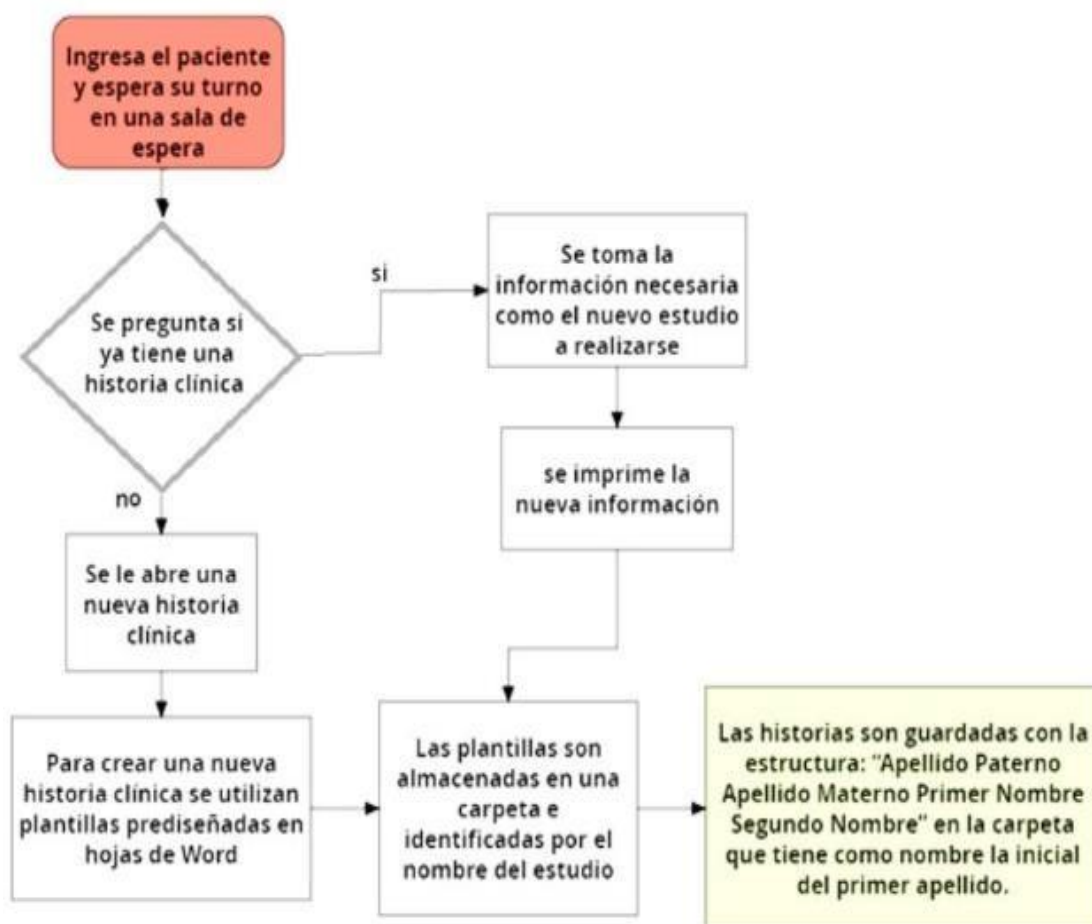 Ingresa el paciente
y espera su turno
en una sala de
espera
Se pregunta si
ya tiene una
historia clínica
si
Se toma la
información necesaria
como el nuevo estudio
a realizarse
se imprime la
nueva información
no
Se le abre una
nueva historia
clínica
Para crear una nueva
historia clínica se utilizan
plantillas prediseñadas en
hojas de Word
Las plantillas son
almacenadas en una
carpeta e
identificadas por el
nombre del estudio
Las historias son guardadas con la
estructura: "Apellido Paterno
Apellido Materno Primer Nombre
Segundo Nombre" en la carpeta
que tiene como nombre la inicial
del primer apellido.